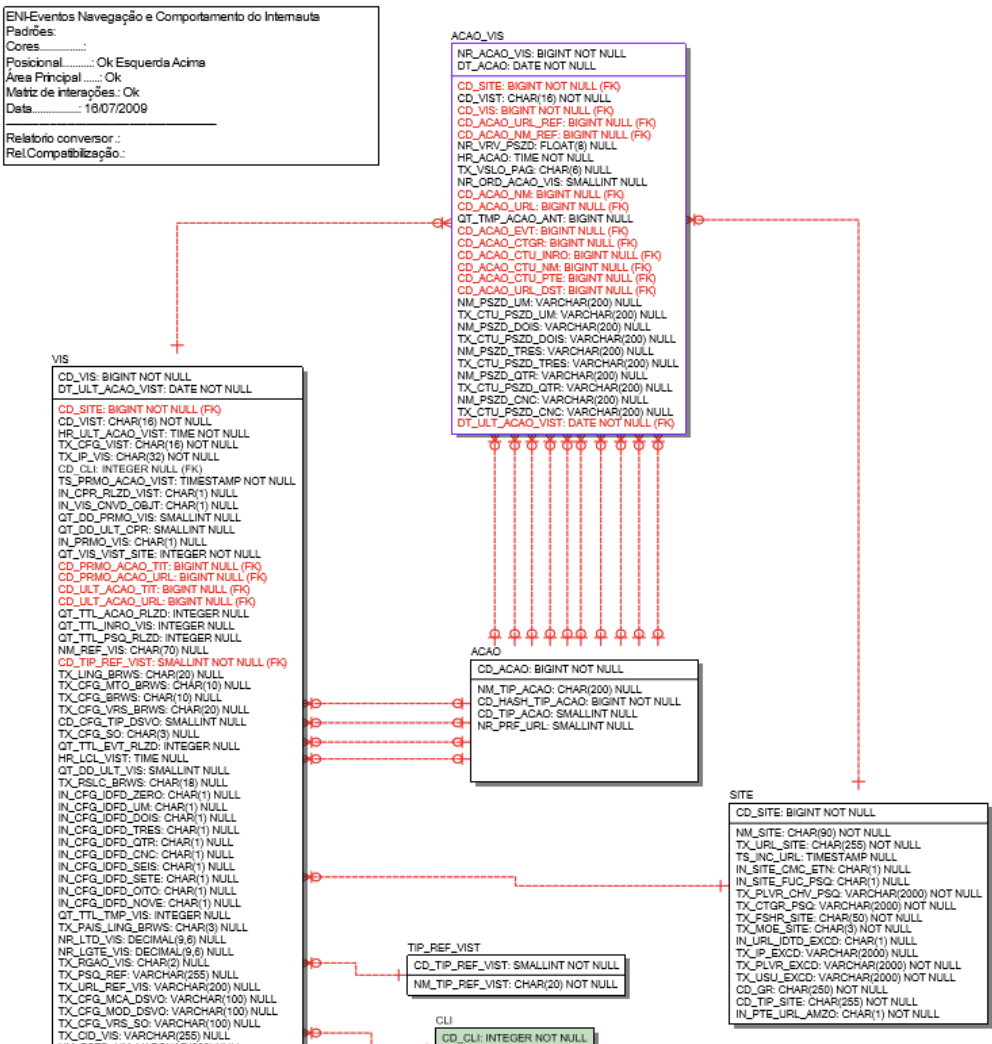 ENI-Eventos Navegação e Comportamento do Internauta
Padrões:
Cores..............:
Posicional..........: Ok Esquerda Acima
Área Principal .....: Ok
Matriz de interações.: Ok
Data...............: 16/07/2009
Relatorio conversor .:
Rel.Compatibilização.:
ACAO_VIS
NR_ACAO_VIS: BIGINT NOT NULL
DT_ACAO: DATE NOT NULL
CD_SITE: BIGINT NOT NULL (FK)
CD_VIST: CHAR(16) NOT NULL
CD_VIS: BIGINT NOT NULL (FK)
CD_ACAO_URL_REF: BIGINT NULL (FK)
CD_ACAO_NM_REF: BIGINT NULL (FK)
NR_VRV_PSZD: FLOAT(8) NULL
HR_ACAO: TIME NOT NULL
TX_VSLO_PAG: CHAR(6) NULL
NR_ORD_ACAO_VIS: SMALLINT NULL
CD_ACAO_NM: BIGINT NULL (FK)
CD_ACAO_URL: BIGINT NULL (FK)
QT_TMP_ACAO_ANT: BIGINT NULL
CD_ACAO_EVT: BIGINT NULL (FK)
CD_ACAO_CTGR: BIGINT NULL (FK)
CD_ACAO_CTU_INRO: BIGINT NULL (FK)
CD_ACAO_CTU_NM: BIGINT NULL (FK)
CD_ACAO_CTU_PTE: BIGINT NULL (FK)
CD_ACAO_URL_DST: BIGINT NULL (FK)
NM_PSZD_UM: VARCHAR(200) NULL
TX_CTU_PSZD_UM: VARCHAR(200) NULL
NM_PSZD_DOIS: VARCHAR(200) NULL
TX_CTU_PSZD_DOIS: VARCHAR(200) NULL
NM_PSZD_TRES: VARCHAR(200) NULL
TX_CTU_PSZD_TRES: VARCHAR(200) NULL
NM_PSZD_QTR: VARCHAR(200) NULL
TX_CTU_PSZD_QTR: VARCHAR(200) NULL
NM_PSZD_CNC: VARCHAR(200) NULL
TX_CTU_PSZD_CNC: VARCHAR(200) NULL
DT_ULT_ACAO_VIST: DATE NOT NULL (FK)
VIS
CD_VIS: BIGINT NOT NULL
DT_ULT_ACAO_VIST: DATE NOT NULL
CD_SITE: BIGINT NOT NULL (FK)
CD_VIST: CHAR(16) NOT NULL
HR_ULT_ACAO_VIST: TIME NOT NULL
TX_CFG_VIST: CHAR(16) NOT NULL
TX_IP_VIS: CHAR(32) NOT NULL
CD_CLI: INTEGER NULL (FK)
TS_PRMO_ACAO_VIST: TIMESTAMP NOT NULL
IN_CPR_RLZD_VIST: CHAR(1) NULL
IN_VIS_CNVD_OBJT: CHAR(1) NULL
QT_DD_PRMO_VIS: SMALLINT NULL
QT_DD_ULT_CPR: SMALLINT NULL
IN_PRMO_VIS: CHAR(1) NULL
QT_VIS_VIST_SITE: INTEGER NOT NULL
CD_PRMO_ACAO_TIT: BIGINT NULL (FK)
CD_PRMO_ACAO_URL: BIGINT NULL (FK)
CD_ULT_ACAO_TIT: BIGINT NULL (FK)
CD_ULT_ACAO_URL: BIGINT NULL (FK)
QT_TTL_ACAO_RLZD: INTEGER NULL
QT_TTL_INRO_VIS: INTEGER NULL
QT_TTL_PSQ_RLZD: INTEGER NULL
NM_REF_VIS: CHAR(70) NULL
CD_TIP_REF_VIST: SMALLINT NOT NULL (FK)
TX_LING_BRWS: CHAR(20) NULL
TX_CFG_MTO_BRWS: CHAR(10) NULL
TX_CFG_BRWS: CHAR(10) NULL
TX_CFG_VRS_BRWS: CHAR(20) NULL
CD_CFG_TIP_DSVO: SMALLINT NULL
TX_CFG_SO: CHAR(3) NULL
QT_TTL_EVT_RLZD: INTEGER NULL
HR_LCL_VIST: TIME NULL
QT_DD_ULT_VIS: SMALLINT NULL
TX_RSLC_BRWS: CHAR(18) NULL
IN_CFG_IDFD_ZERO: CHAR(1) NULL
IN_CFG_IDFD_UM: CHAR(1) NULL
IN_CFG_IDFD_DOIS: CHAR(1) NULL
IN_CFG_IDFD_TRES: CHAR(1) NULL
IN_CFG_IDFD_QTR: CHAR(1) NULL
IN_CFG_IDFD_CNC: CHAR(1) NULL
IN_CFG_IDFD_SEIS: CHAR(1) NULL
IN_CFG_IDFD_SETE: CHAR(1) NULL
IN_CFG_IDFD_OITO: CHAR(1) NULL
IN_CFG_IDFD_NOVE: CHAR(1) NULL
QT_TTL_TMP_VIS: INTEGER NULL
TX_PAIS_LING_BRWS: CHAR(3) NULL
NR_LTD_VIS: DECIMAL(9,6) NULL
NR_LGTE_VIS: DECIMAL(9,6) NULL
TX_RGAO_VIS: CHAR(2) NULL
TX_PSQ_REF: VARCHAR(255) NULL
TX_URL_REF_VIS: VARCHAR(200) NULL
TX_CFG_MCA_DSVO: VARCHAR(100) NULL
TX_CFG_MOD_DSVO: VARCHAR(100) NULL
TX_CFG_VRS_SO: VARCHAR(100) NULL
TX_CID_VIS: VARCHAR(255) NULL
ACAO
CD_ACAO: BIGINT NOT NULL
NM_TIP_ACAO: CHAR(200) NULL
CD_HASH_TIP_ACAO: BIGINT NOT NULL
CD_TIP_ACAO: SMALLINT NULL
NR_PRF_URL: SMALLINT NULL
SITE
CD_SITE: BIGINT NOT NULL
NM_SITE: CHAR(90) NOT NULL
TX_URL_SITE: CHAR(255) NOT NULL
TS_INC_URL: TIMESTAMP NULL
IN_SITE_CMC_ETN: CHAR(1) NULL
IN_SITE_FUC_PSQ: CHAR(1) NULL
TX_PLVR_CHV_PSQ: VARCHAR(2000) NOT NULL
TX_CTGR_PSQ: VARCHAR(2000) NOT NULL
TX_FSHR_SITE: CHAR(50) NOT NULL
TX_MOE_SITE: CHAR(3) NOT NULL
IN_URL_IDTD_EXCD: CHAR(1) NULL
TX_IP_EXCD: VARCHAR(2000) NULL
TX_PLVR_EXCD: VARCHAR(2000) NOT NULL
TX_USU_EXCD: VARCHAR(2000) NOT NULL
CD_GR: CHAR(250) NOT NULL
CD_TIP_SITE: CHAR(255) NOT NULL
IN_PTE_URL_AMZO: CHAR(1) NOT NULL
TIP_REF_VIST
CD_TIP_REF_VIST: SMALLINT NOT NULL
NM_TIP_REF_VIST: CHAR(20) NOT NULL
CLI
CD_CLI: INTEGER NOT NULL